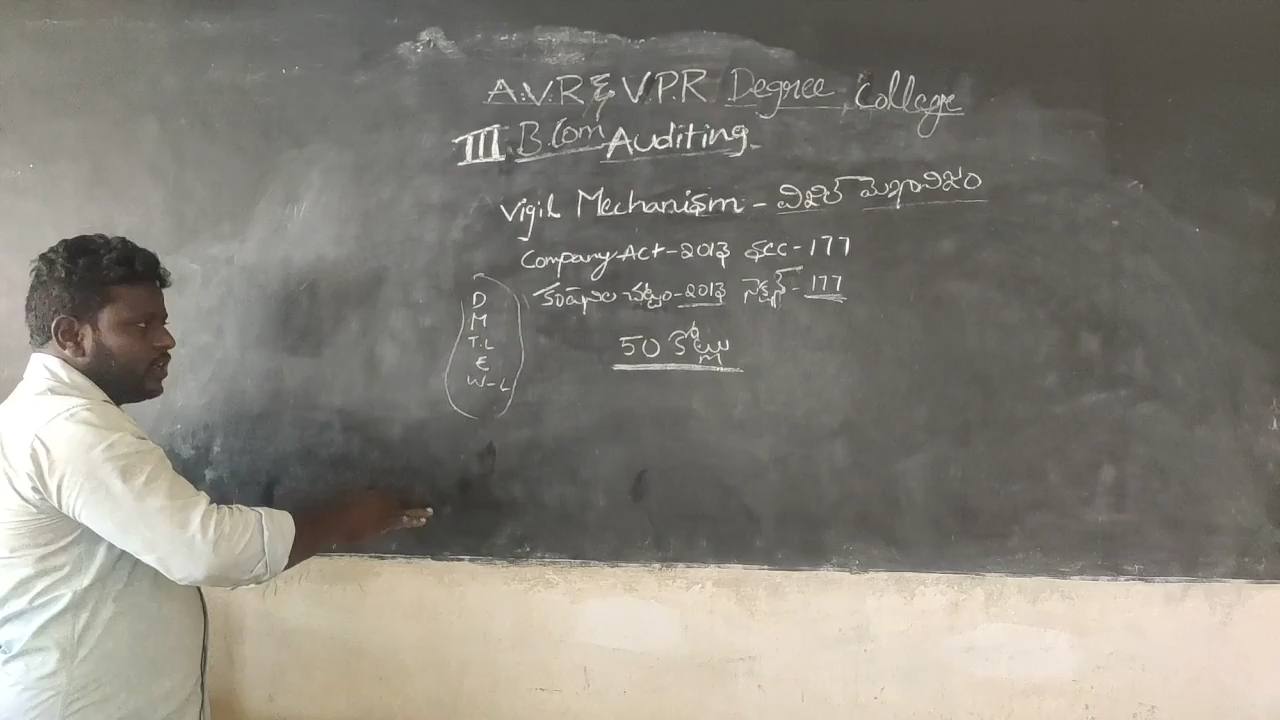 A.V.R & V.P.R Degree College
III B.Com Auditing
Vigil Mechanism - విజిల్ మెఖానిజం
Company Act-2013 Sec-177
కంపెనీల చట్టం-2013 సెక్షన్-177
50 కోట్లు
D
M
T.L
E
W-L